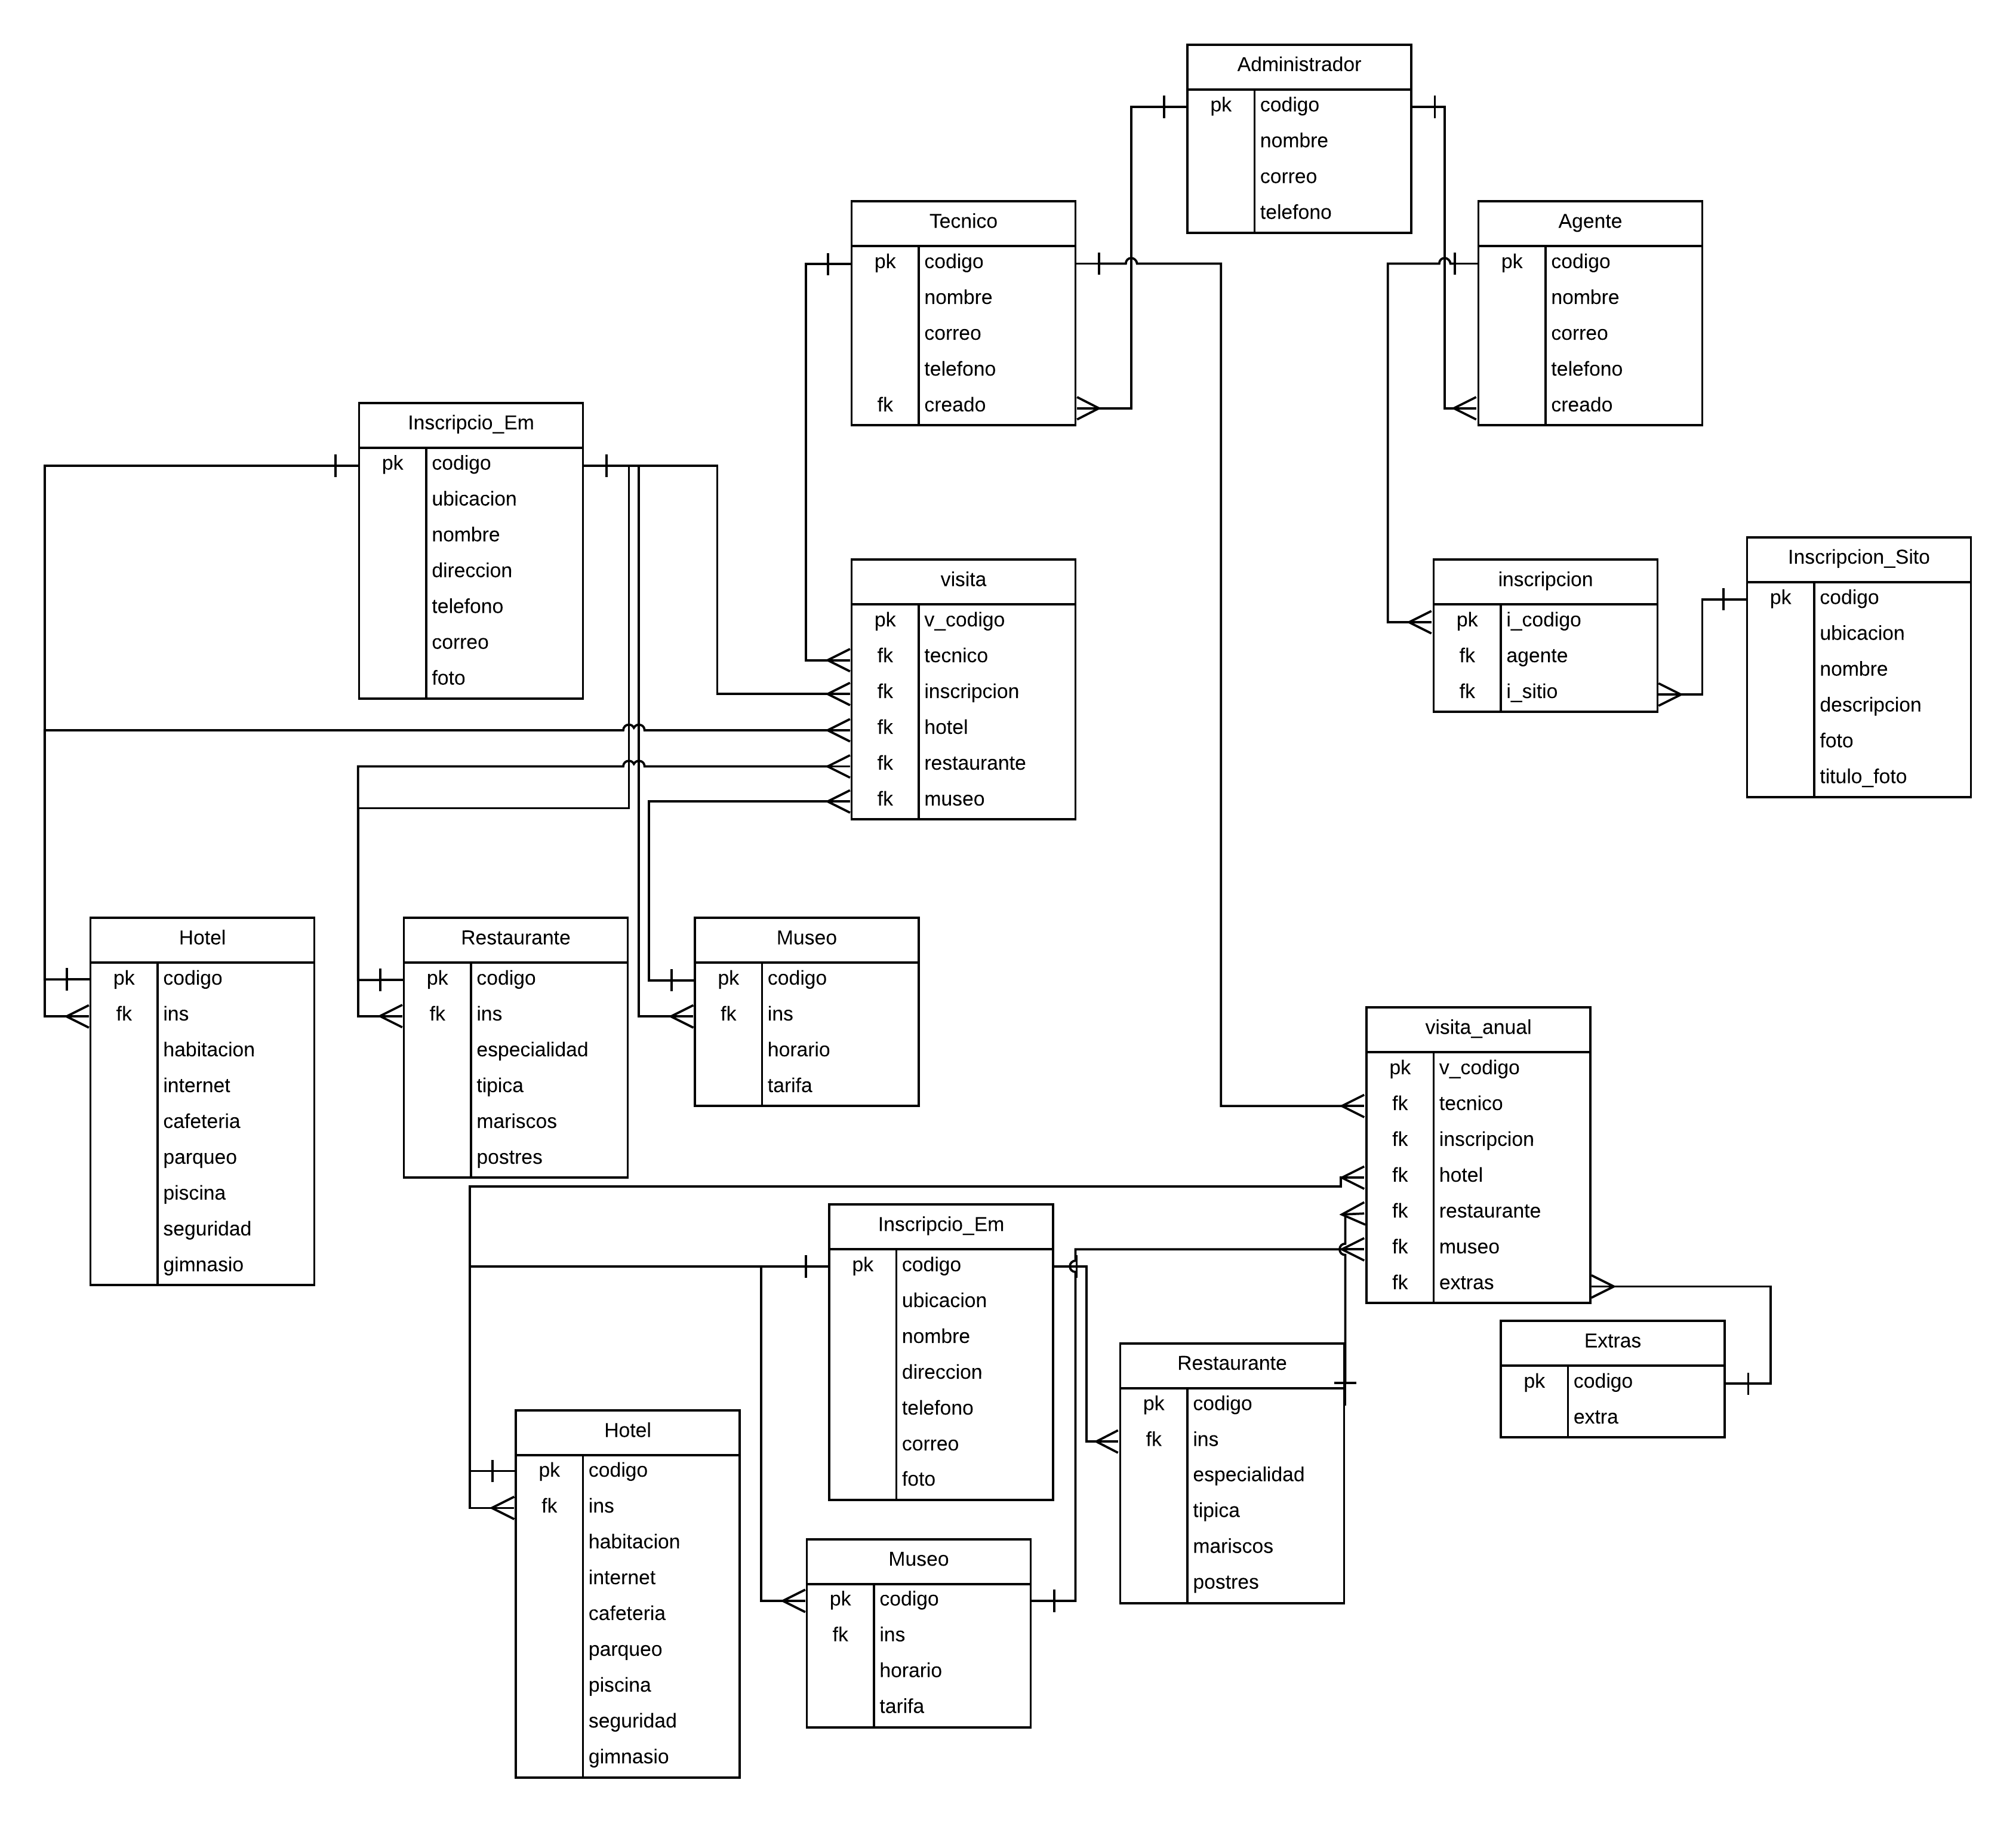 Administrador
pk codigo
nombre
correo
telefono
Tecnico
pk codigo
nombre
correo
telefono
fk creado
Agente
pk codigo
nombre
correo
telefono
creado
Inscripcio_Em
pk codigo
ubicacion
nombre
direccion
telefono
correo
foto
visita
pk v_codigo
fk tecnico
fk inscripcion
fk hotel
fk restaurante
fk museo
inscripcion
pk i_codigo
fk agente
fk i_sitio
Inscripcion_Sito
pk codigo
ubicacion
nombre
descripcion
foto
titulo_foto
Hotel
pk codigo
fk ins
habitacion
internet
cafeteria
parqueo
piscina
seguridad
gimnasio
Restaurante
pk codigo
fk ins
especialidad
tipica
mariscos
postres
Museo
pk codigo
fk ins
horario
tarifa
visita_anual
pk v_codigo
fk tecnico
fk inscripcion
fk hotel
fk restaurante
fk museo
fk extras
Inscripcio_Em
pk codigo
ubicacion
nombre
direccion
telefono
correo
foto
Restaurante
pk codigo
fk ins
especialidad
tipica
mariscos
postres
Extras
pk codigo
extra
Hotel
pk codigo
fk ins
habitacion
internet
cafeteria
parqueo
piscina
seguridad
gimnasio
Museo
pk codigo
fk ins
horario
tarifa